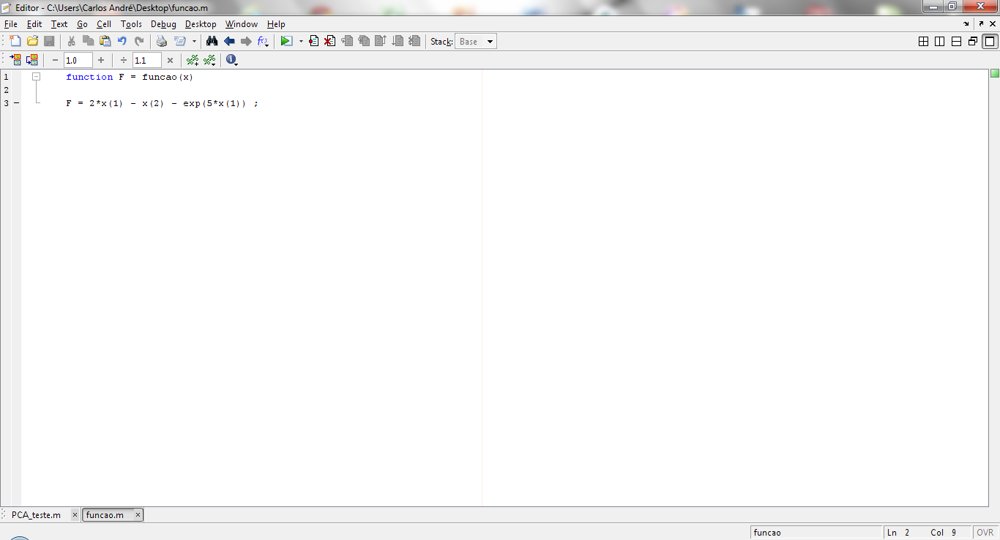 Editor - C:\Users\Carlos André\Desktop\funcao.m
File Edit Text Go Cell Tools Debug Desktop Window Help
Stack: Base
1.0 1.1
1 function F = funcao(x)
2
3 F = 2*x(1) - x(2) - exp(5*x(1)) ;
PCA_teste.m funcao.m
funcao Ln 2 Col 9 OVR